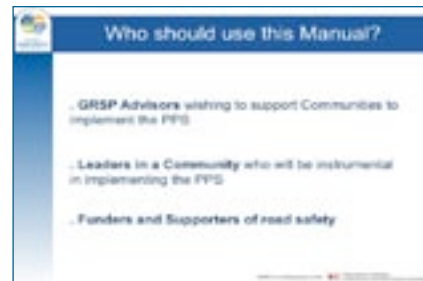 Who should use this Manual?
. GRSP Advisors wishing to support Communities to
implement the PPS
. Leaders in a Community who will be instrumental
in implementing the PPS
. Funders and Supporters of road safety